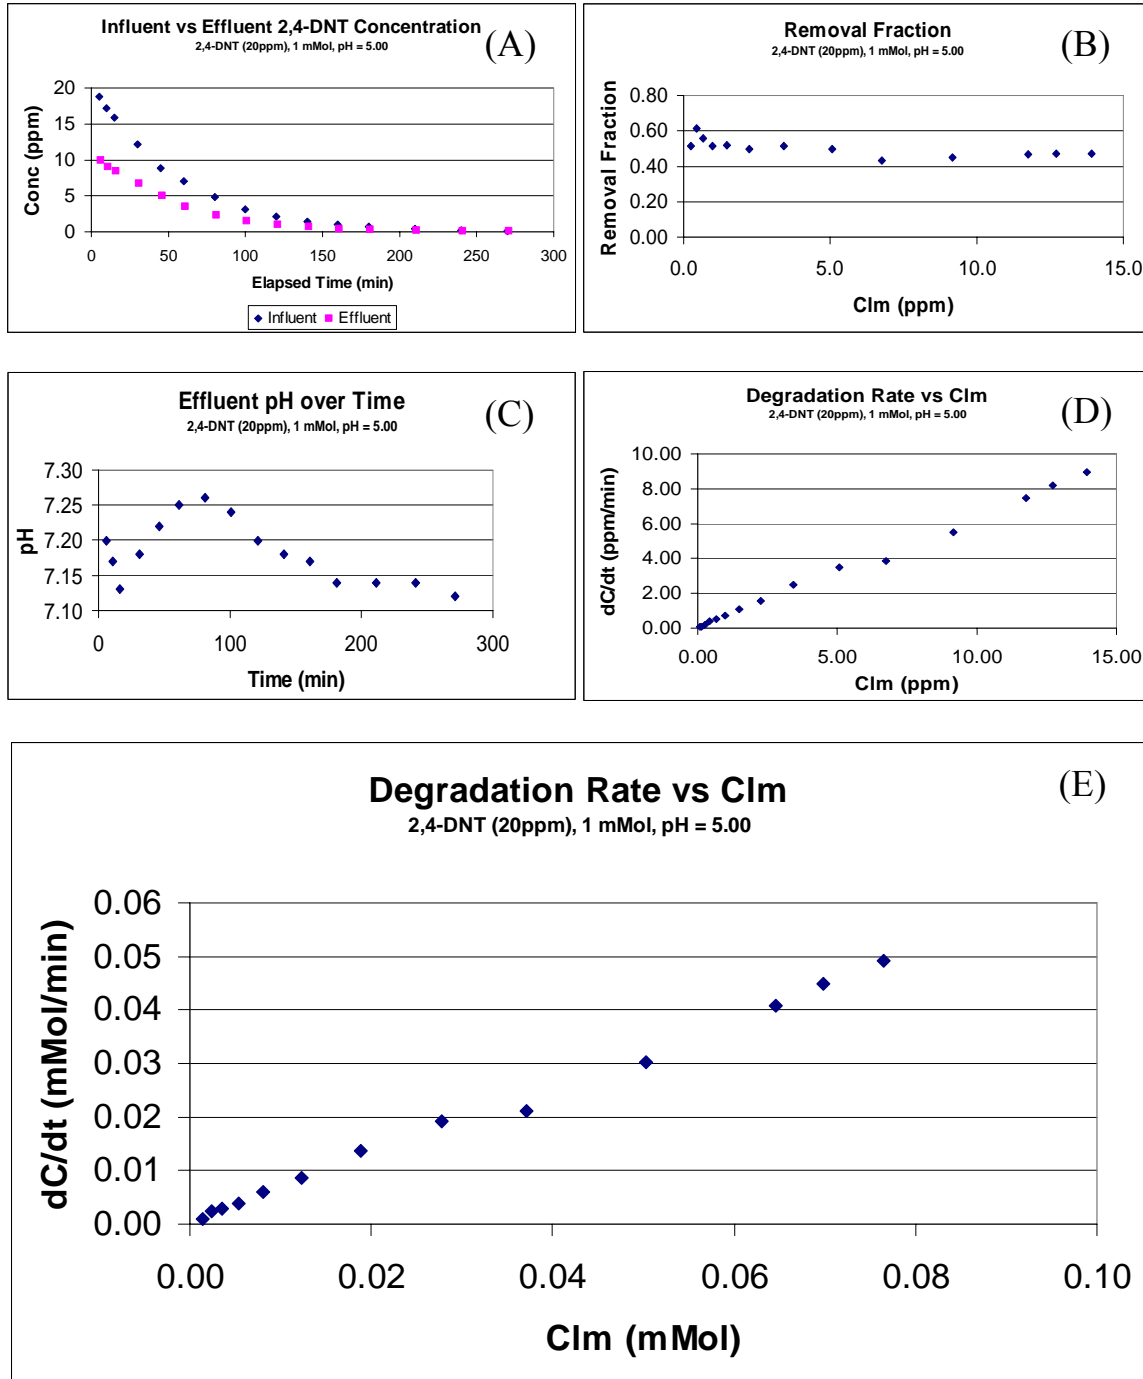 Influent vs Effluent 2,4-DNT Concentration
(A)
2,4-DNT (20ppm), 1 mMol, pH = 5.00
20
15
10
5
0
Conc (ppm)
0 50 100 150 200 250 300
Elapsed Time (min)
Influent Effluent
Removal Fraction
(B)
2,4-DNT (20ppm), 1 mMol, pH = 5.00
0.80
0.60
0.40
0.20
0.00
Removal Fraction
0.0 5.0 10.0 15.0
Clm (ppm)
Effluent pH over Time
(C)
2,4-DNT (20ppm), 1 mMol, pH = 5.00
7.30
7.25
7.20
7.15
7.10
pH
0 100 200 300
Time (min)
Degradation Rate vs Clm
(D)
2,4-DNT (20ppm), 1 mMol, pH = 5.00
10.00
8.00
6.00
4.00
2.00
0.00
dC/dt (ppm/min)
0.00 5.00 10.00 15.00
Clm (ppm)
Degradation Rate vs Clm
(E)
2,4-DNT (20ppm), 1 mMol, pH = 5.00
0.06
0.05
0.04
0.03
0.02
0.01
0.00
dC/dt (mMol/min)
0.00 0.02 0.04 0.06 0.08 0.10
Clm (mMol)